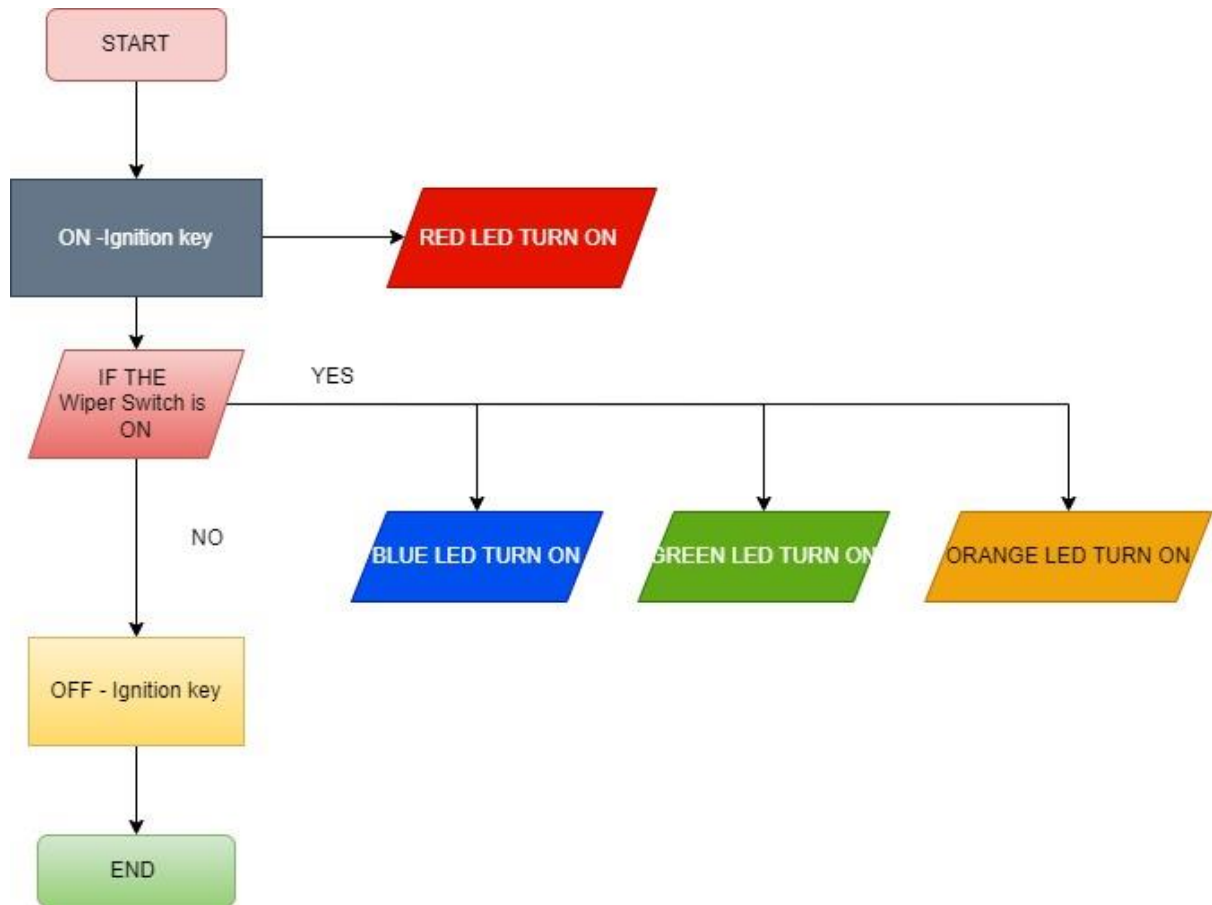 START
ON -Ignition key
RED LED TURN ON
IF THE
Wiper Switch is
ON
YES
NO
BLUE LED TURN ON
GREEN LED TURN ON
ORANGE LED TURN ON
OFF - Ignition key
END